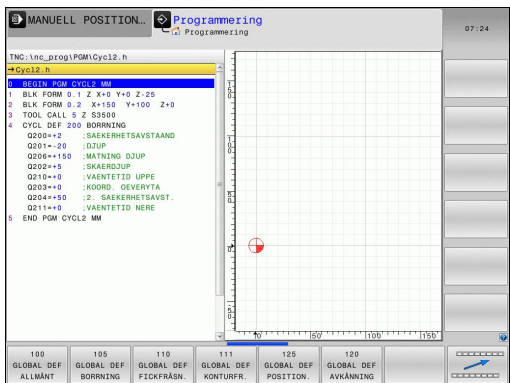 MANUELL POSITION...
Programmering
Programmering
07:24
TNC:\nc_prog\PGM\Cycl2.h
→Cycl2.h
0 BEGIN PGM CYCL2 MM
1 BLK FORM 0.1 Z X+0 Y+0 Z-25
2 BLK FORM 0.2 X+150 Y+100 Z+0
3 TOOL CALL 5 Z S3500
4 CYCL DEF 200 BORRNING
Q200=+2 ;SAEKERHETSAVSTAAND
Q201=-20 ;DJUP
Q206=+150 ;MATNING DJUP
Q202=+5 ;SKAERDJUP
Q210=+0 ;VAENTETID UPPE
Q203=+0 ;KOORD. OEVERYTA
Q204=+50 ;2. SAEKERHETSAVST.
Q211=+0 ;VAENTETID NERE
5 END PGM CYCL2 MM
150
100
50
0
-50
0 50 100 150
100 GLOBAL DEF ALLMÄNT
105 GLOBAL DEF BORRNING
110 GLOBAL DEF FICKFRÄSN.
111 GLOBAL DEF KONTURFR.
125 GLOBAL DEF POSITION.
120 GLOBAL DEF AVKÄNNING